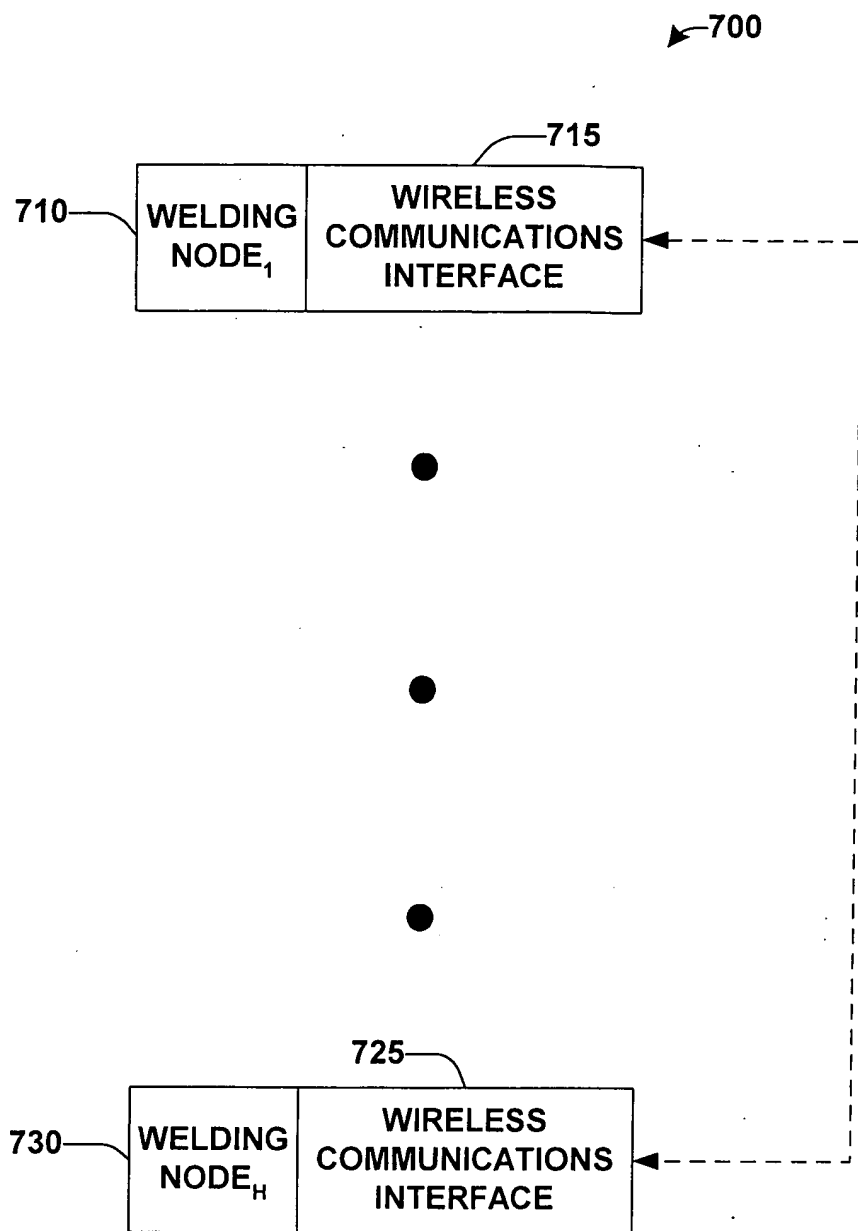 700
715
710
WELDING
NODE1
WIRELESS
COMMUNICATIONS
INTERFACE
725
730
WELDING
NODEH
WIRELESS
COMMUNICATIONS
INTERFACE